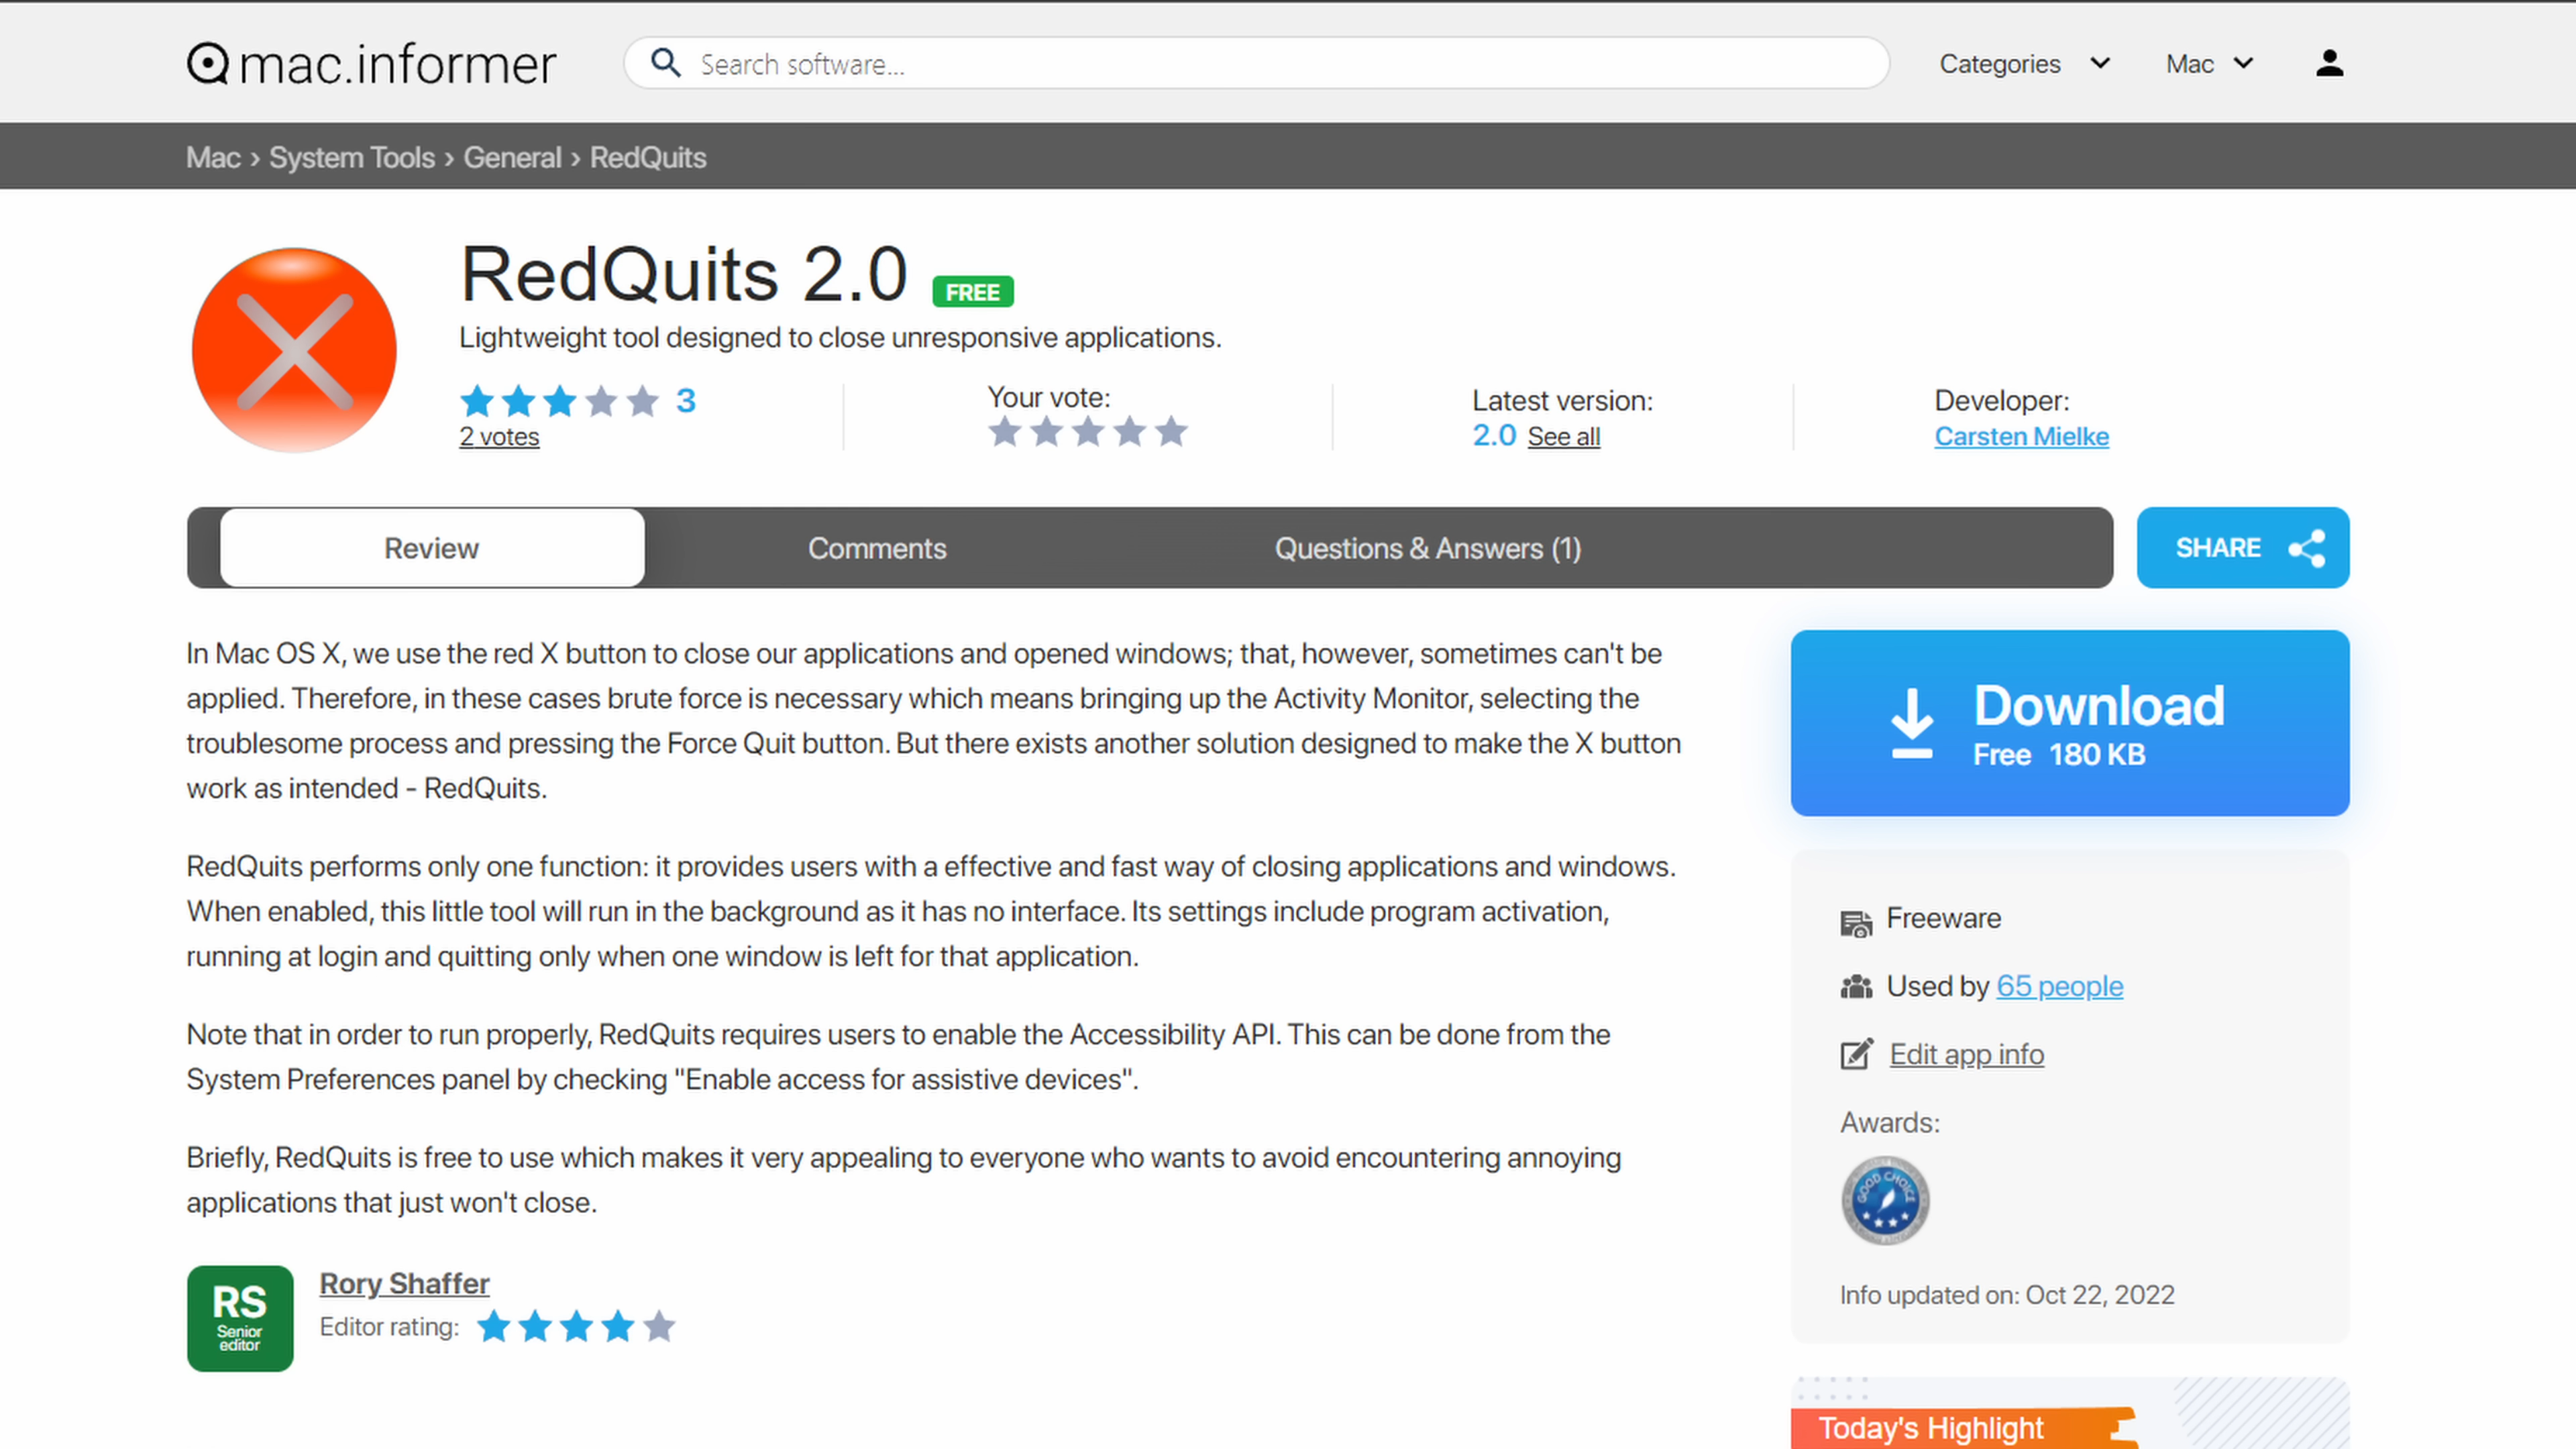 mac.informer
Search software...
Categories
Mac
Mac › System Tools › General › RedQuits
RedQuits 2.0 FREE
Lightweight tool designed to close unresponsive applications.
3
2 votes
Your vote:
Latest version:
2.0 See all
Developer:
Carsten Mielke
Review
Comments
Questions & Answers (1)
SHARE
In Mac OS X, we use the red X button to close our applications and opened windows; that, however, sometimes can't be
applied. Therefore, in these cases brute force is necessary which means bringing up the Activity Monitor, selecting the
troublesome process and pressing the Force Quit button. But there exists another solution designed to make the X button
work as intended - RedQuits.
RedQuits performs only one function: it provides users with a effective and fast way of closing applications and windows.
When enabled, this little tool will run in the background as it has no interface. Its settings include program activation,
running at login and quitting only when one window is left for that application.
Note that in order to run properly, RedQuits requires users to enable the Accessibility API. This can be done from the
System Preferences panel by checking "Enable access for assistive devices".
Briefly, RedQuits is free to use which makes it very appealing to everyone who wants to avoid encountering annoying
applications that just won't close.
RS
Senior
editor
Rory Shaffer
Editor rating:
Download
Free 180 KB
Freeware
Used by 65 people
Edit app info
Awards:
GOOD CHOICE
Info updated on: Oct 22, 2022
Today's Highlight